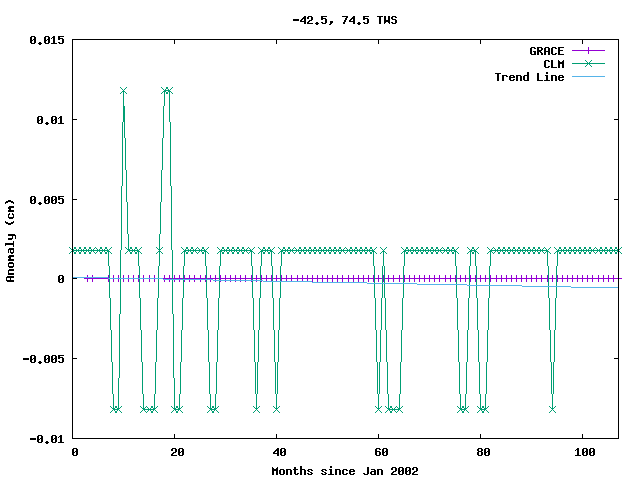 -42.5, 74.5 TWS
0.015
0.01
0.005
0
-0.005
-0.01
Anomaly (cm)
GRACE
CLM
Trend Line
0 20 40 60 80 100
Months since Jan 2002